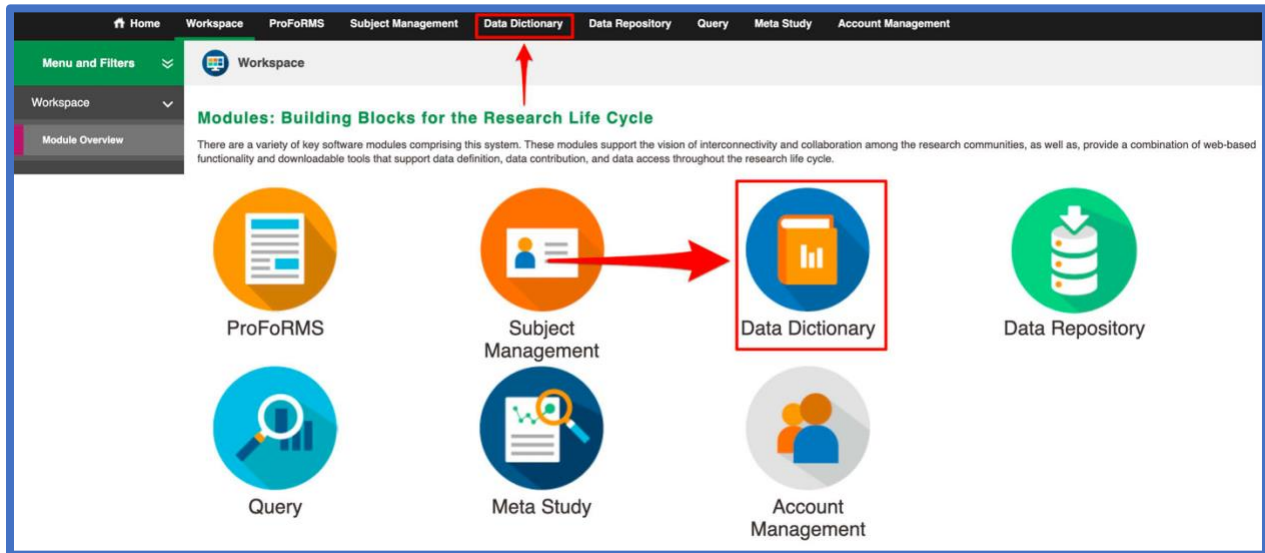 Home Workspace ProFoRMS Subject Management Data Dictionary Data Repository Query Meta Study Account Management
Menu and Filters
Workspace
Workspace
Module Overview
Modules: Building Blocks for the Research Life Cycle
There are a variety of key software modules comprising this system. These modules support the vision of interconnectivity and collaboration among the research communities, as well as, provide a combination of web-based
functionality and downloadable tools that support data definition, data contribution, and data access throughout the research life cycle.
ProFoRMS
Subject
Management
Data Dictionary
Data Repository
Query
Meta Study
Account
Management